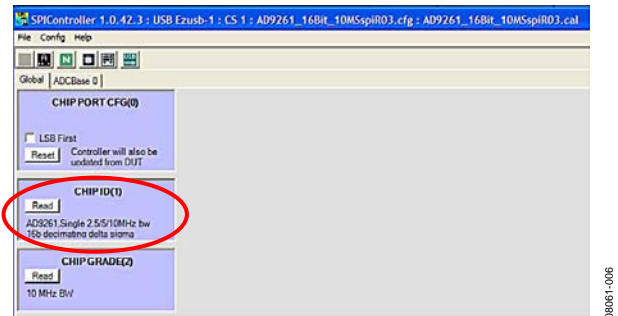 SPIController 1.0.42.3 : USB Ezusb-1 : CS 1 : AD9261_16Bit_10MSspiR03.cfg : AD9261_16Bit_10MSspiR03.cal
File Config Help
Global ADCBase 0
CHIP PORT CFG(0)
LSB First
Reset Controller will also be
updated from DUT
CHIP ID(1)
Read
AD9261,Single 2.5/5/10MHz bw
16b decimating delta sigma
CHIP GRADE(2)
Read
10 MHz BW
08061-006